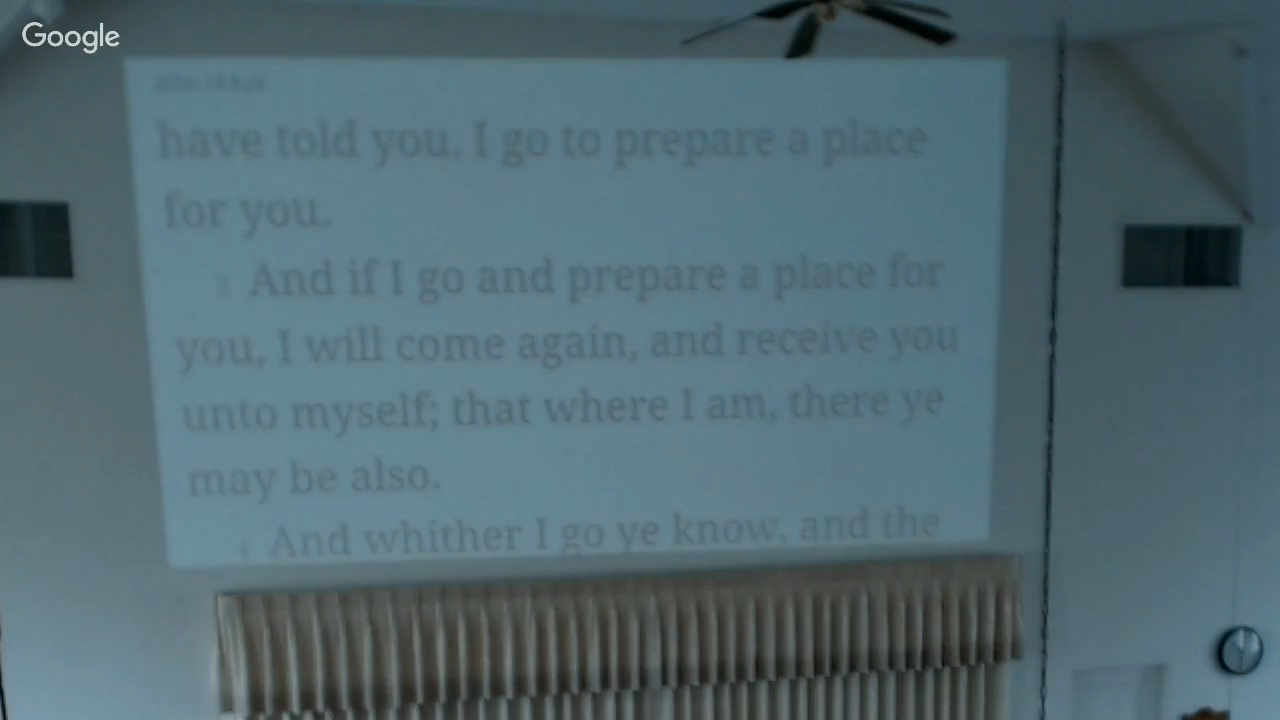 Google
have told you. I go to prepare a place
for you.
3 And if I go and prepare a place for
you, I will come again, and receive you
unto myself; that where I am, there ye
may be also.
4 And whither I go ye know, and the